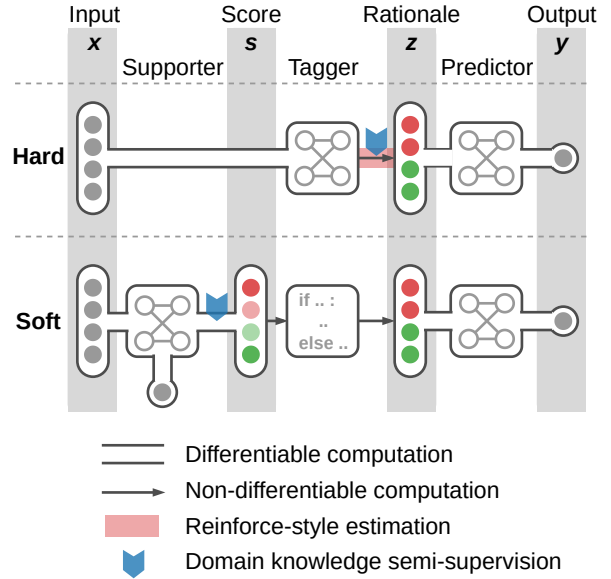 Input Score Rationale Output
x s z y
Supporter Tagger Predictor
Hard
Soft
if .. :
..
else ..
Differentiable computation
Non-differentiable computation
Reinforce-style estimation
Domain knowledge semi-supervision